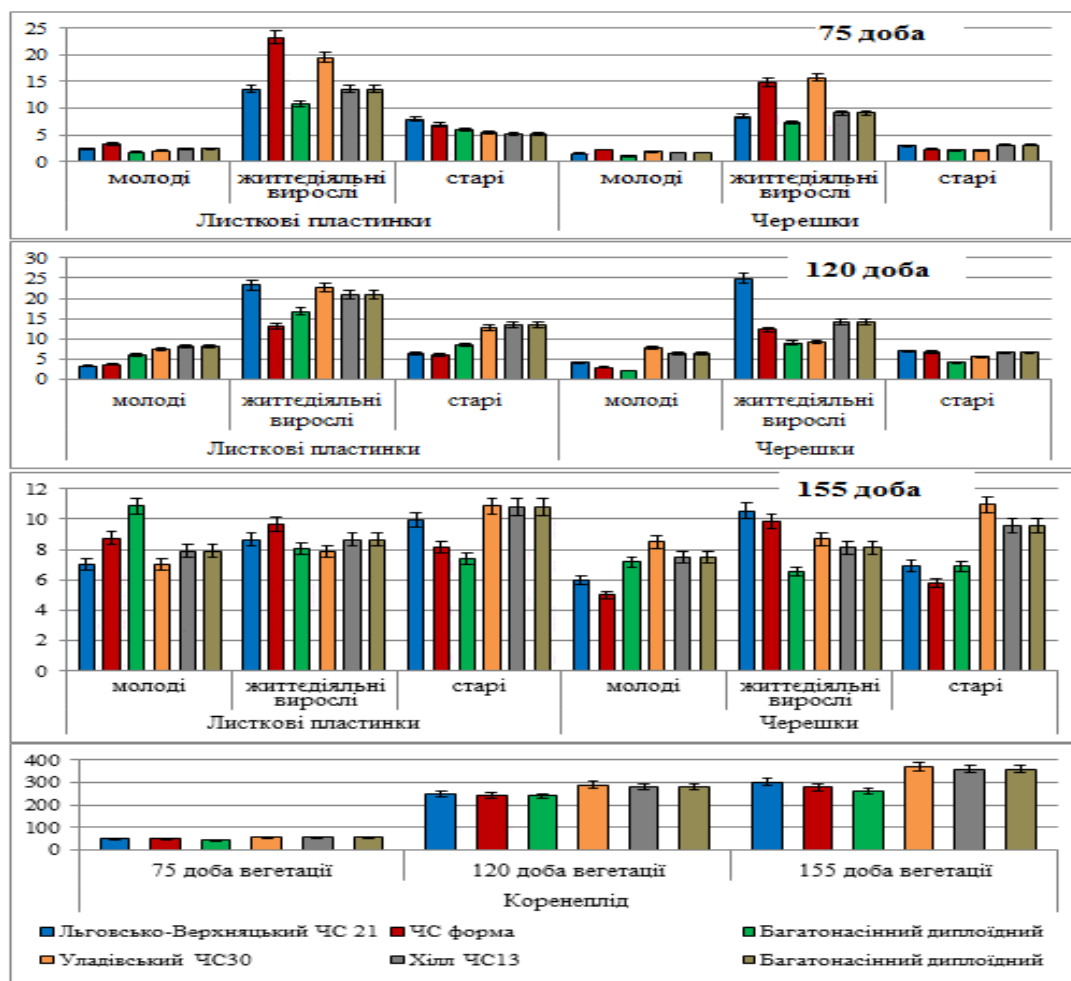 75 доба
25
20
15
10
5
0
молоді
життєдіяльні
вирослі
старі
молоді
життєдіяльні
вирослі
старі
Листкові пластинки
Черешки
120 доба
30
25
20
15
10
5
0
молоді
життєдіяльні
вирослі
старі
молоді
життєдіяльні
вирослі
старі
Листкові пластинки
Черешки
155 доба
12
10
8
6
4
2
0
молоді
життєдіяльні
вирослі
старі
молоді
життєдіяльні
вирослі
старі
Листкові пластинки
Черешки
400
300
200
100
0
75 доба вегетації
120 доба вегетації
155 доба вегетації
Коренеплід
Льговсько-Верхняцький ЧС 21
ЧС форма
Багатонасінний диплоїдний
Уладівський ЧС30
Хілл ЧС13
Багатонасінний диплоїдний